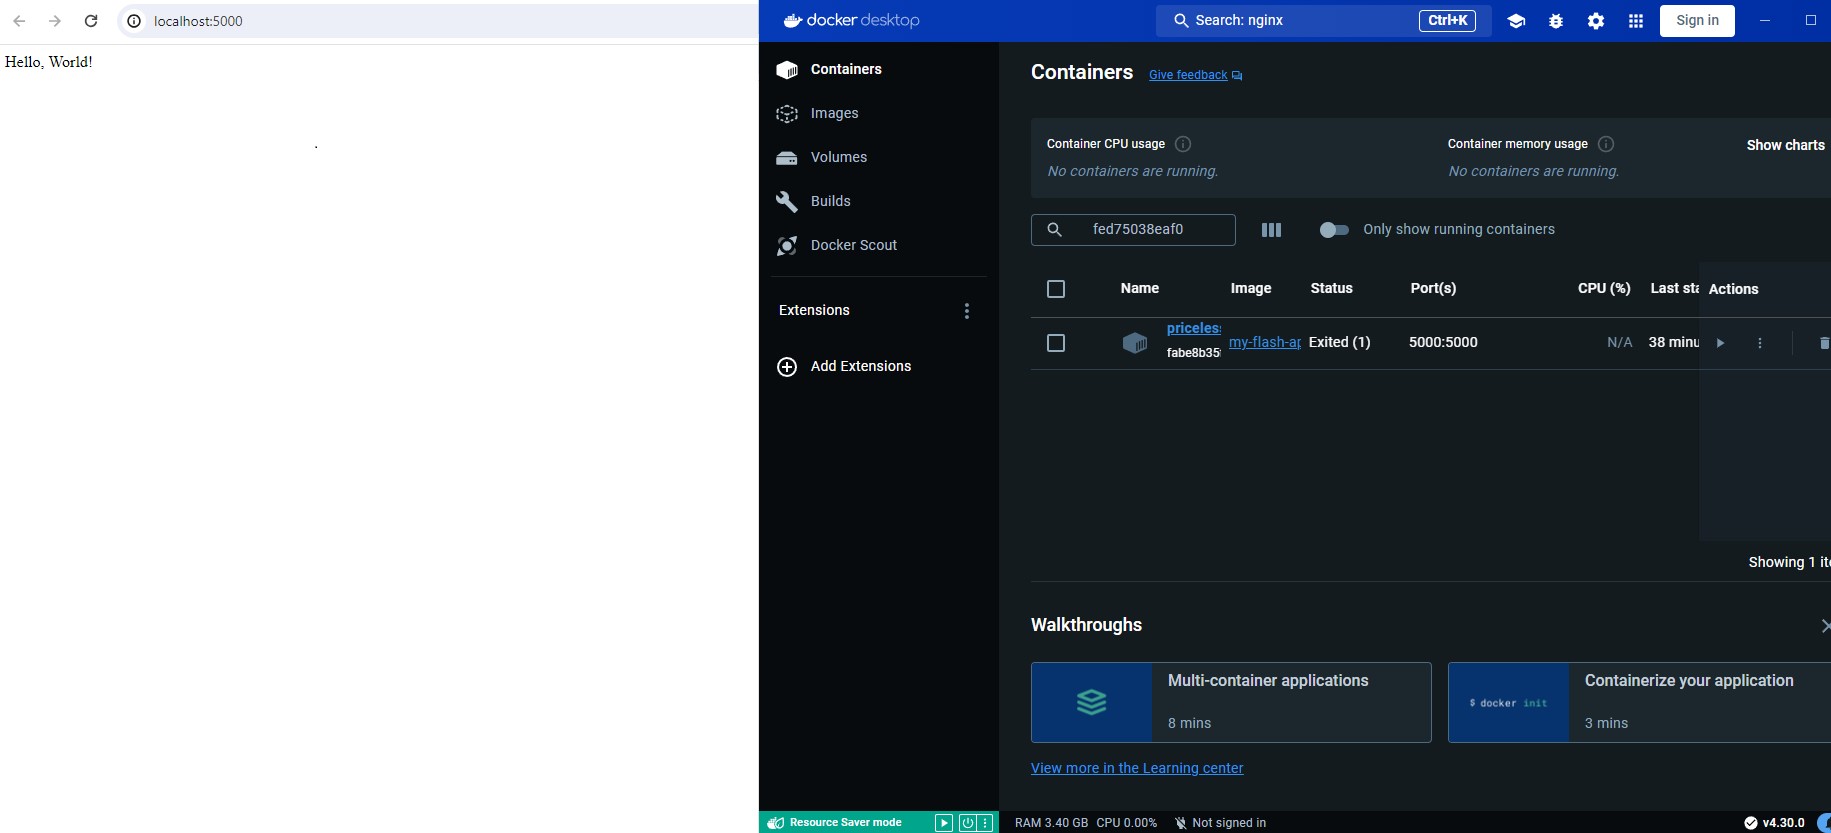 localhost:5000
Hello, World!
.
docker desktop
Search: nginx
Ctrl+K
Sign in
Containers
Images
Volumes
Builds
Docker Scout
Extensions
Add Extensions
Containers
Give feedback
Container CPU usage
No containers are running.
Container memory usage
No containers are running.
Show charts
fed75038eaf0
Only show running containers
Name Image Status Port(s) CPU (%) Last sta Actions
priceles
fabe8b35
my-flash-ap Exited (1) 5000:5000 N/A 38 minu
Showing 1 ite
Walkthroughs
Multi-container applications
8 mins
$ docker init
Containerize your application
3 mins
View more in the Learning center
Resource Saver mode
RAM 3.40 GB CPU 0.00% Not signed in
v4.30.0